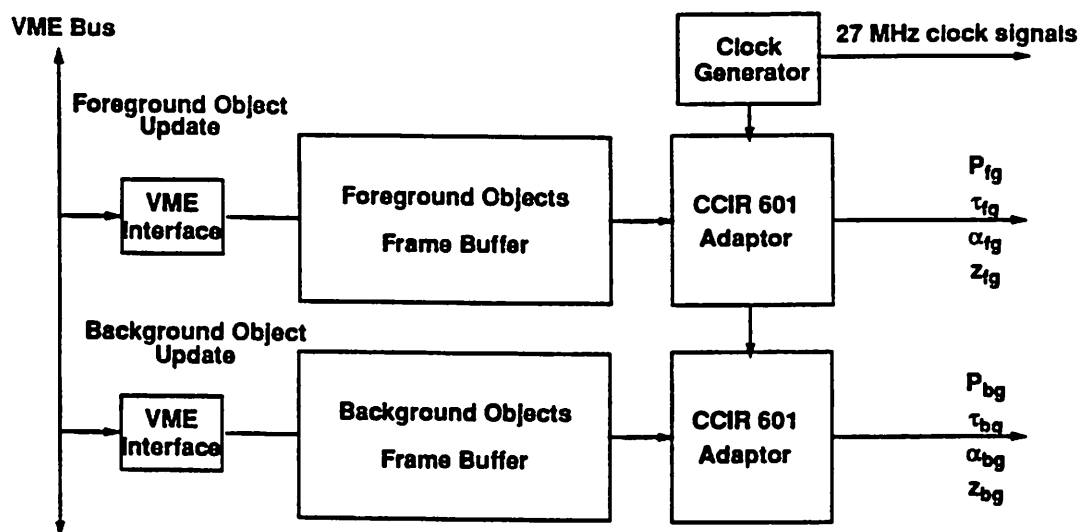 VME Bus
Clock
Generator
27 MHz clock signals
Foreground Object
Update
VME
Interface
Foreground Objects
Frame Buffer
CCIR 601
Adaptor
P_fg
τ_fg
α_fg
z_fg
Background Object
Update
VME
Interface
Background Objects
Frame Buffer
CCIR 601
Adaptor
P_bg
τ_bg
α_bg
z_bg